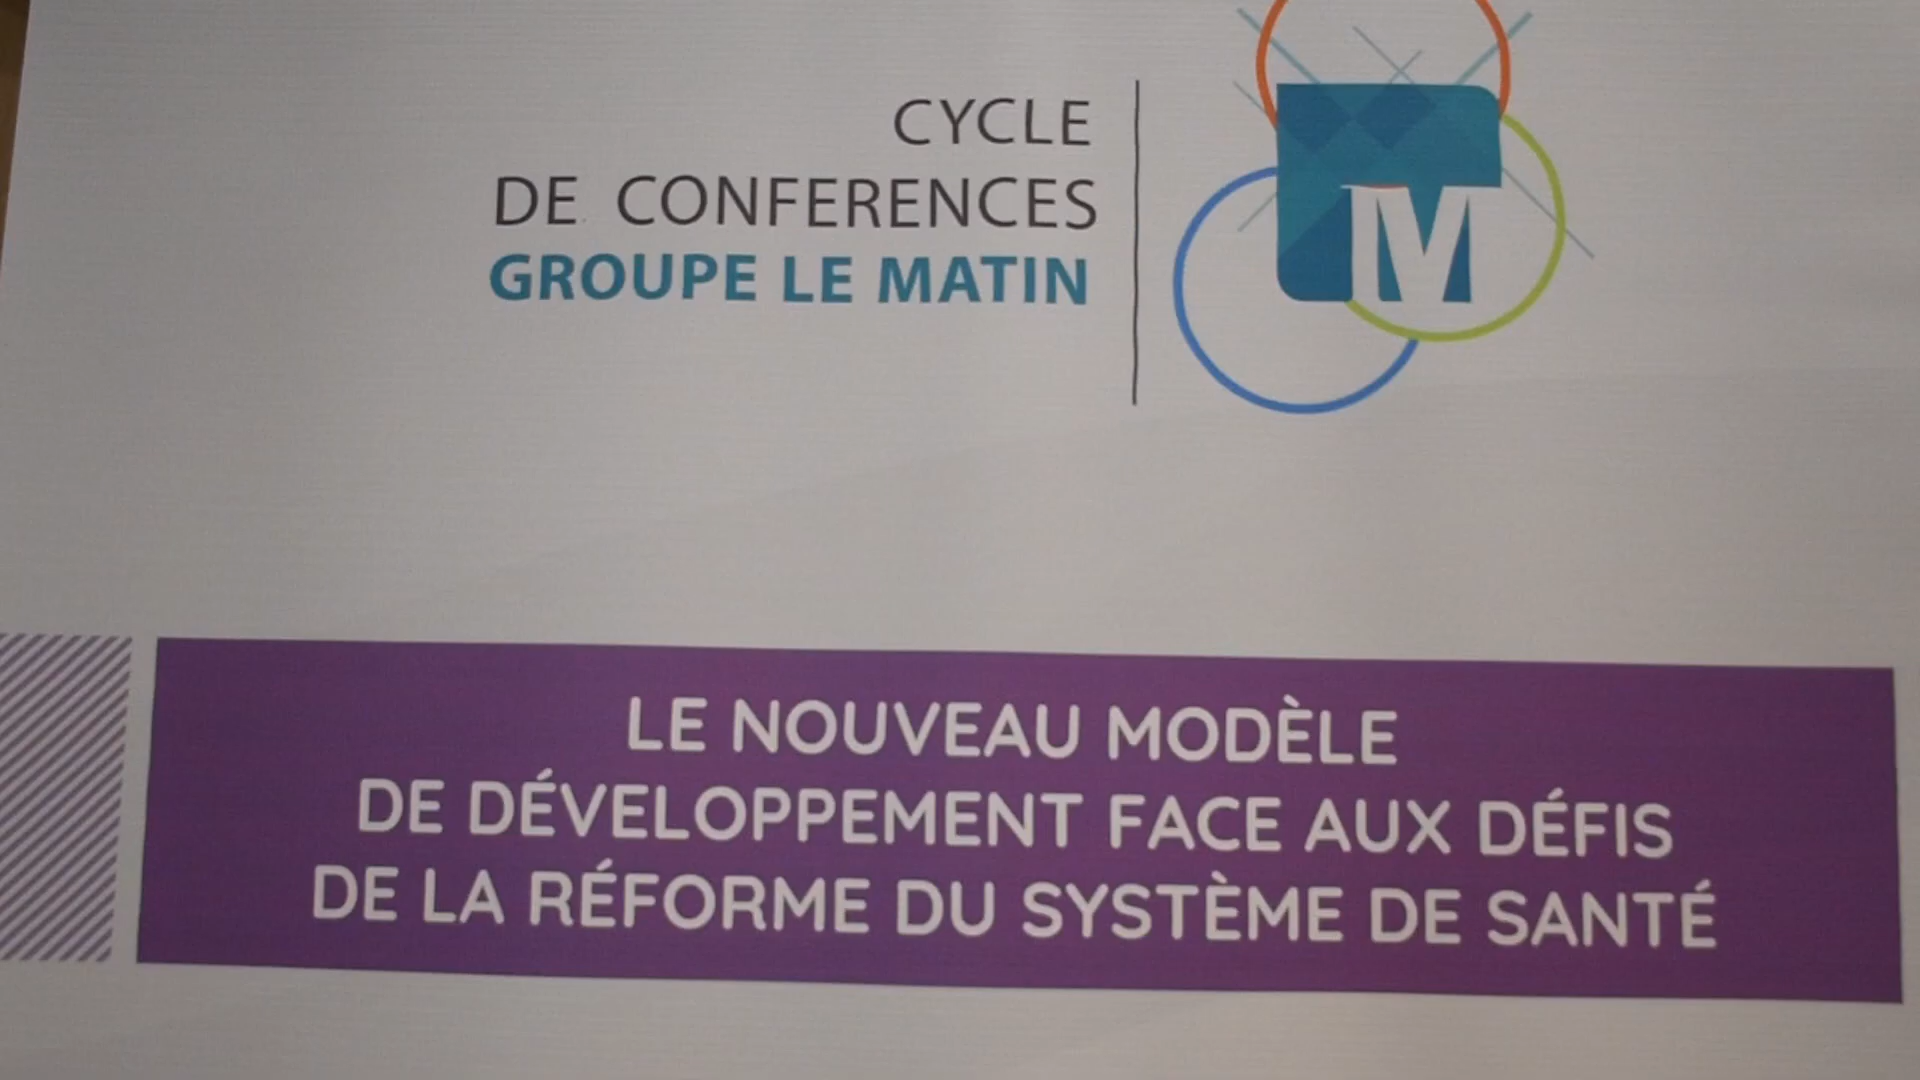 CYCLE
DE CONFERENCES
GROUPE LE MATIN
M
LE NOUVEAU MODÈLE
DE DÉVELOPPEMENT FACE AUX DÉFIS
DE LA RÉFORME DU SYSTÈME DE SANTÉ